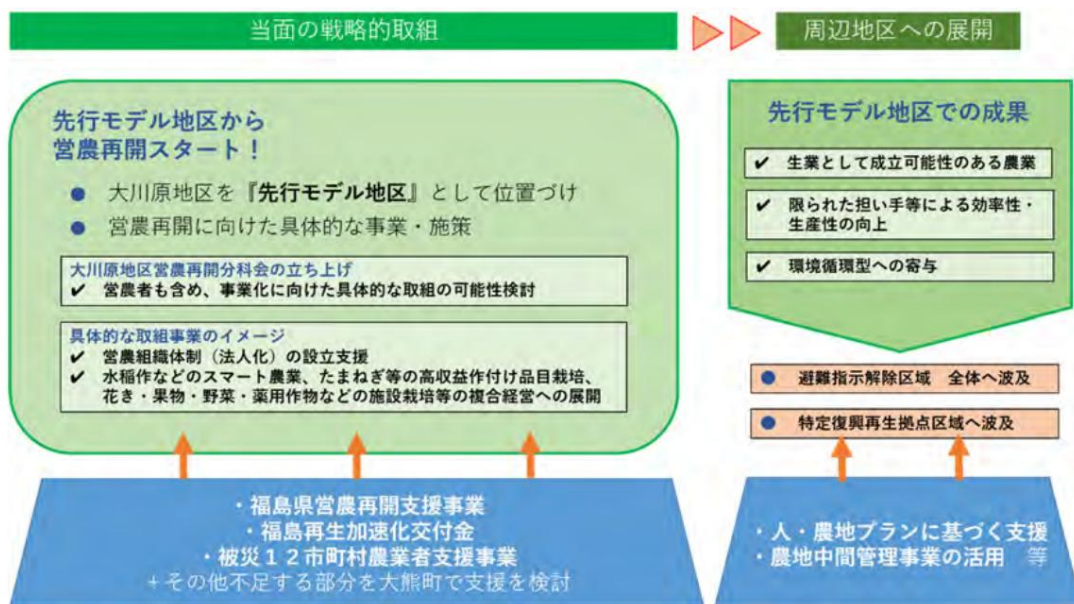 当面の戦略的取組
周辺地区への展開
先行モデル地区から
営農再開スタート！
● 大川原地区を『先行モデル地区』として位置づけ
● 営農再開に向けた具体的な事業・施策
大川原地区営農再開分科会の立ち上げ
✔ 営農者も含め、事業化に向けた具体的な取組の可能性検討
具体的な取組事業のイメージ
✔ 営農組織体制（法人化）の設立支援
✔ 水稲作などのスマート農業、たまねぎ等の高収益作付け品目栽培、
花き・果物・野菜・薬用作物などの施設栽培等の複合経営への展開
・福島県営農再開支援事業
・福島再生加速化交付金
・被災１２市町村農業者支援事業
+その他不足する部分を大熊町で支援を検討
先行モデル地区での成果
✔ 生業として成立可能性のある農業
✔ 限られた担い手等による効率性・
生産性の向上
✔ 環境循環型への寄与
● 避難指示解除区域　全体へ波及
● 特定復興再生拠点区域へ波及
・人・農地プランに基づく支援
・農地中間管理事業の活用　等